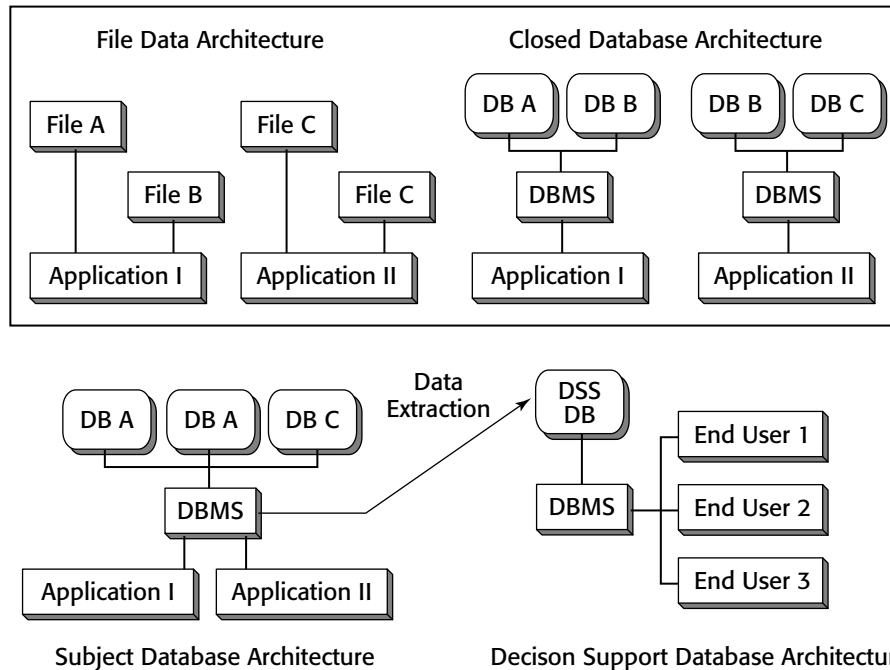 File Data Architecture
Closed Database Architecture
File A
File C
File B
File C
Application I
Application II
DB A
DB B
DB B
DB C
DBMS
DBMS
Application I
Application II
Data
Extraction
DB A
DB A
DB C
DBMS
Application I
Application II
Subject Database Architecture
DSS
DB
DBMS
End User 1
End User 2
End User 3
Decison Support Database Architectur